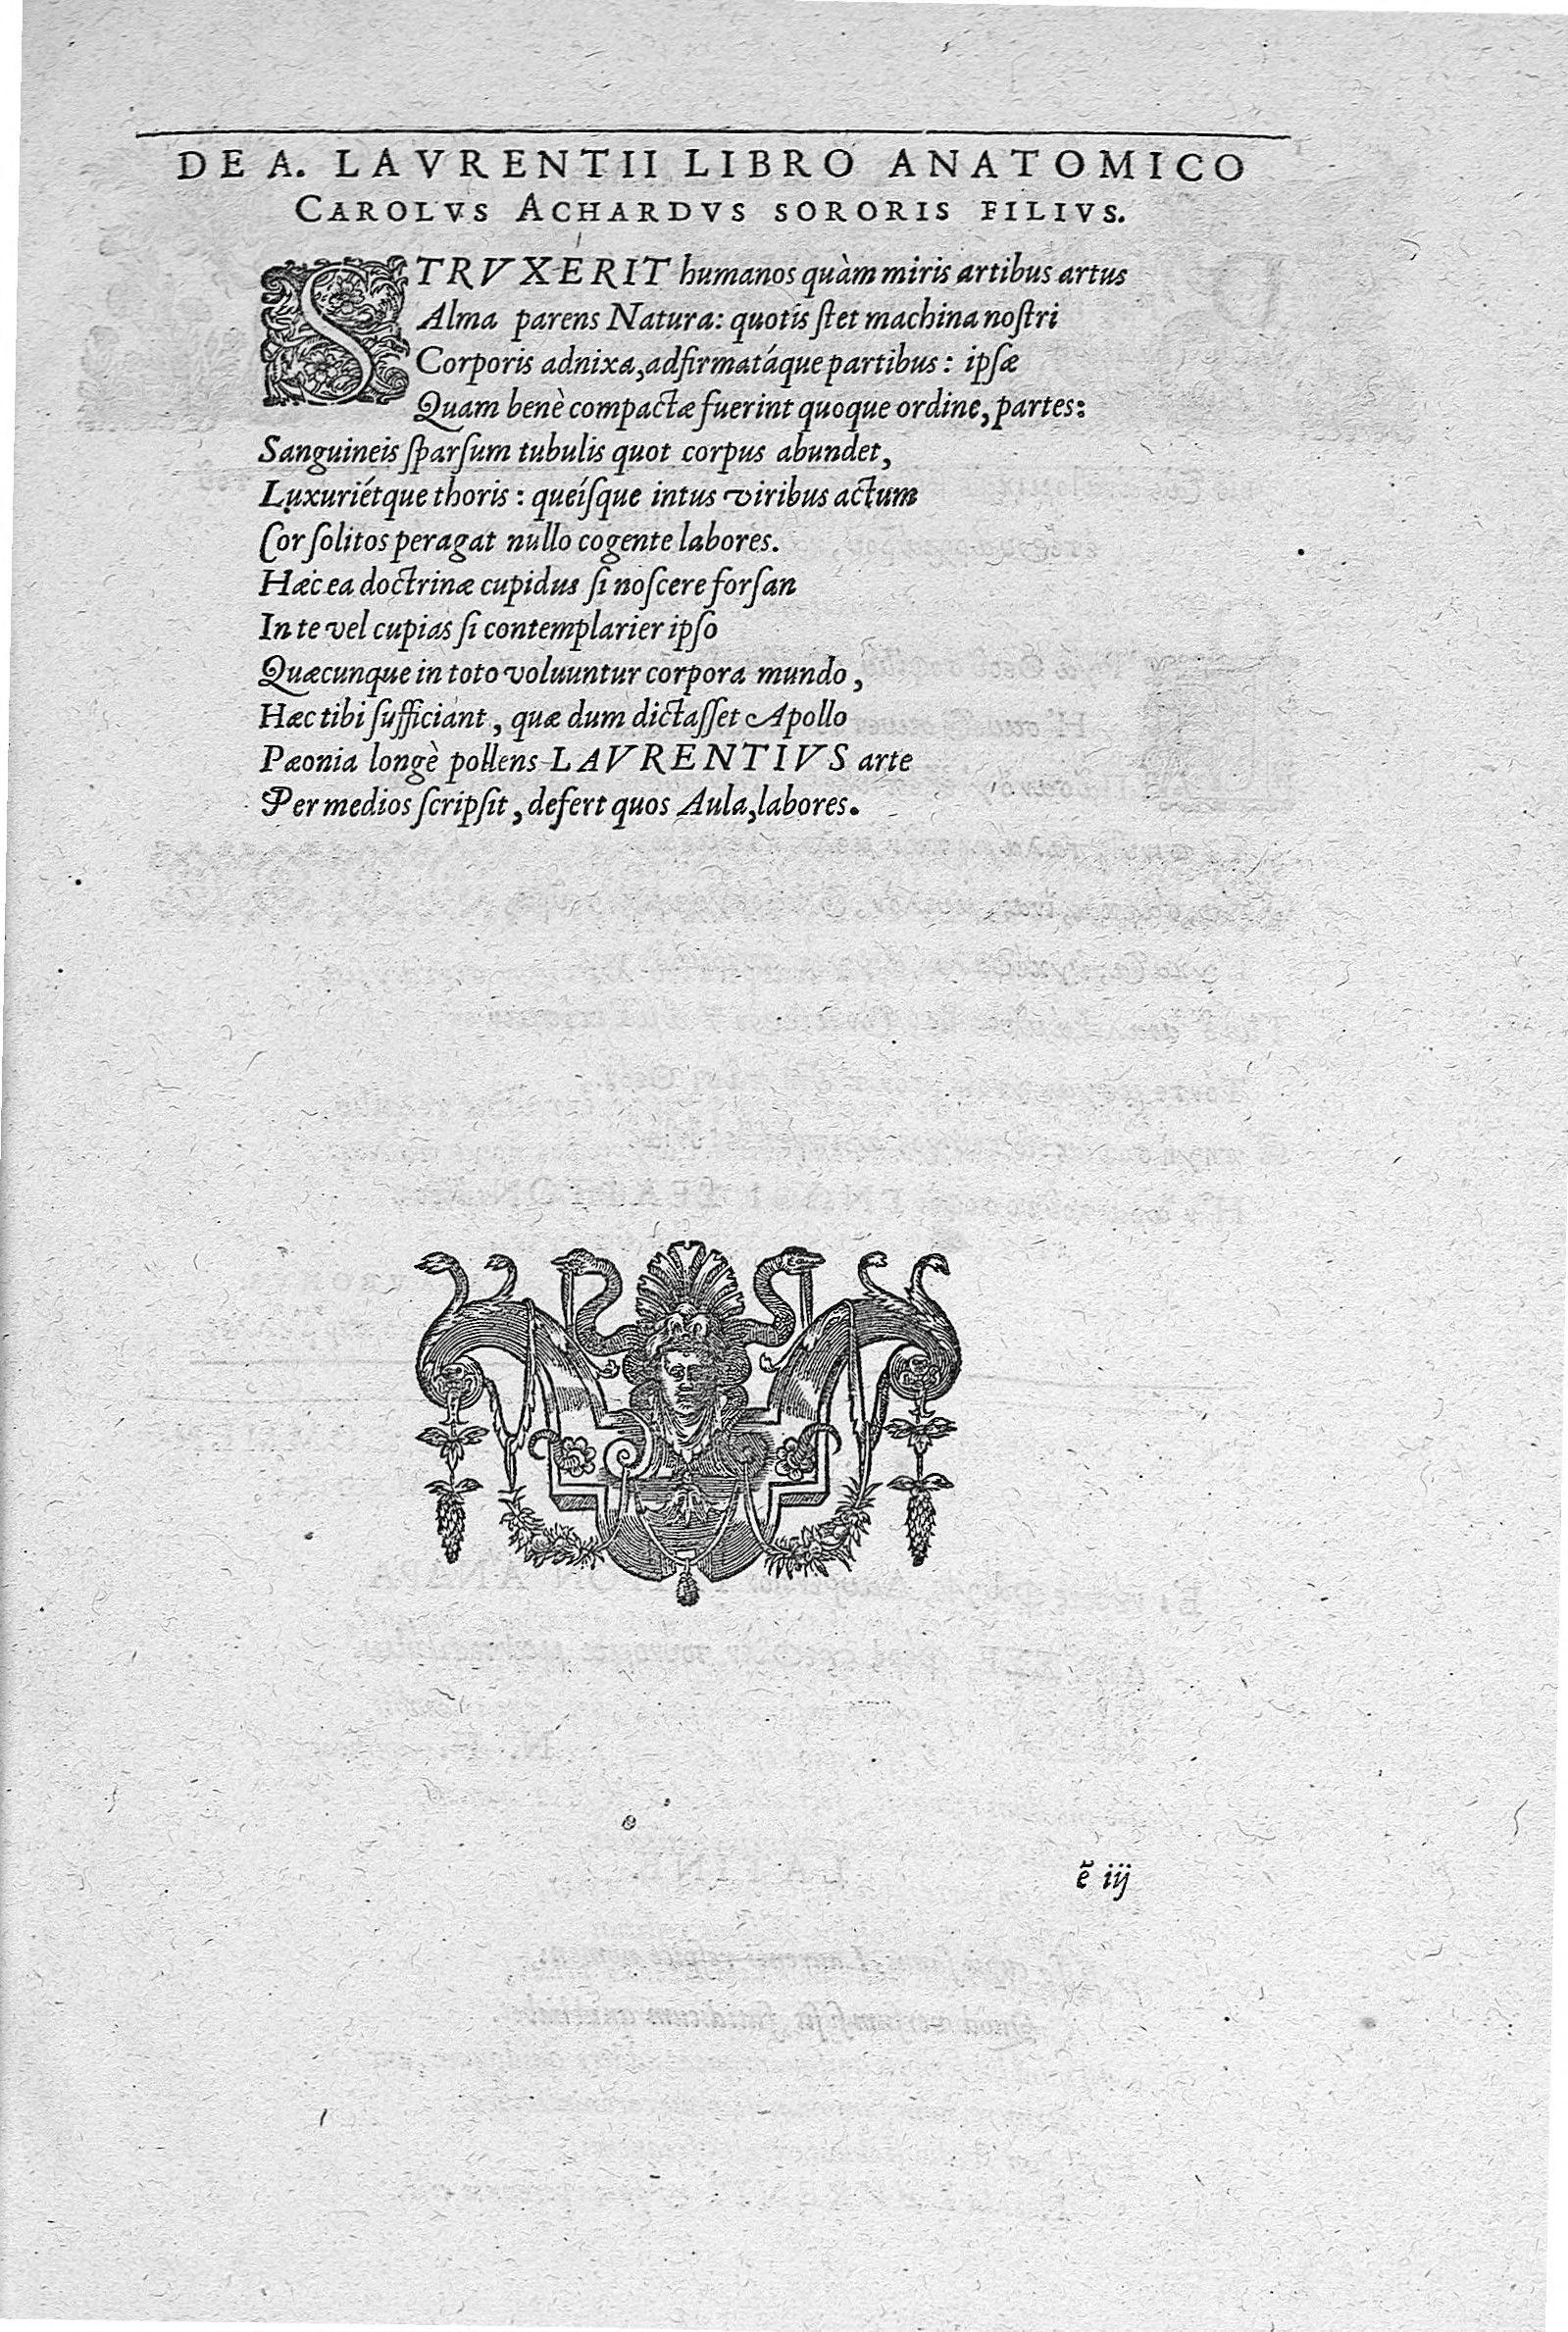 DE A. LAVRENTII LIBRO ANATOMICO
CAROLVS ACHARDVS SORORIS FILIVS.
STRVXERIT humanos quàm miris artibus artus
Alma parens Natura: quotis ſtet machina noſtri
Corporis adnixa, adfirmatáque partibus: ipſæ
Quam benè compactæ fuerint quoque ordine, partes:
Sanguineis ſparſum tubulis quot corpus abundet,
Luxuriétque thoris: queíſque intus viribus actum
Cor ſolitos peragat nullo cogente labores.
Hæc ea doctrinæ cupidus ſi noſcere forſan
In te vel cupias ſi contemplarier ipſo
Quæcunque in toto voluuntur corpora mundo,
Hæc tibi ſufficiant, quæ dum dictaſſet Apollo
Pæonia longè pollens LAVRENTIVS arte
Per medios ſcripſit, defert quos Aula, labores.
ẽ iij